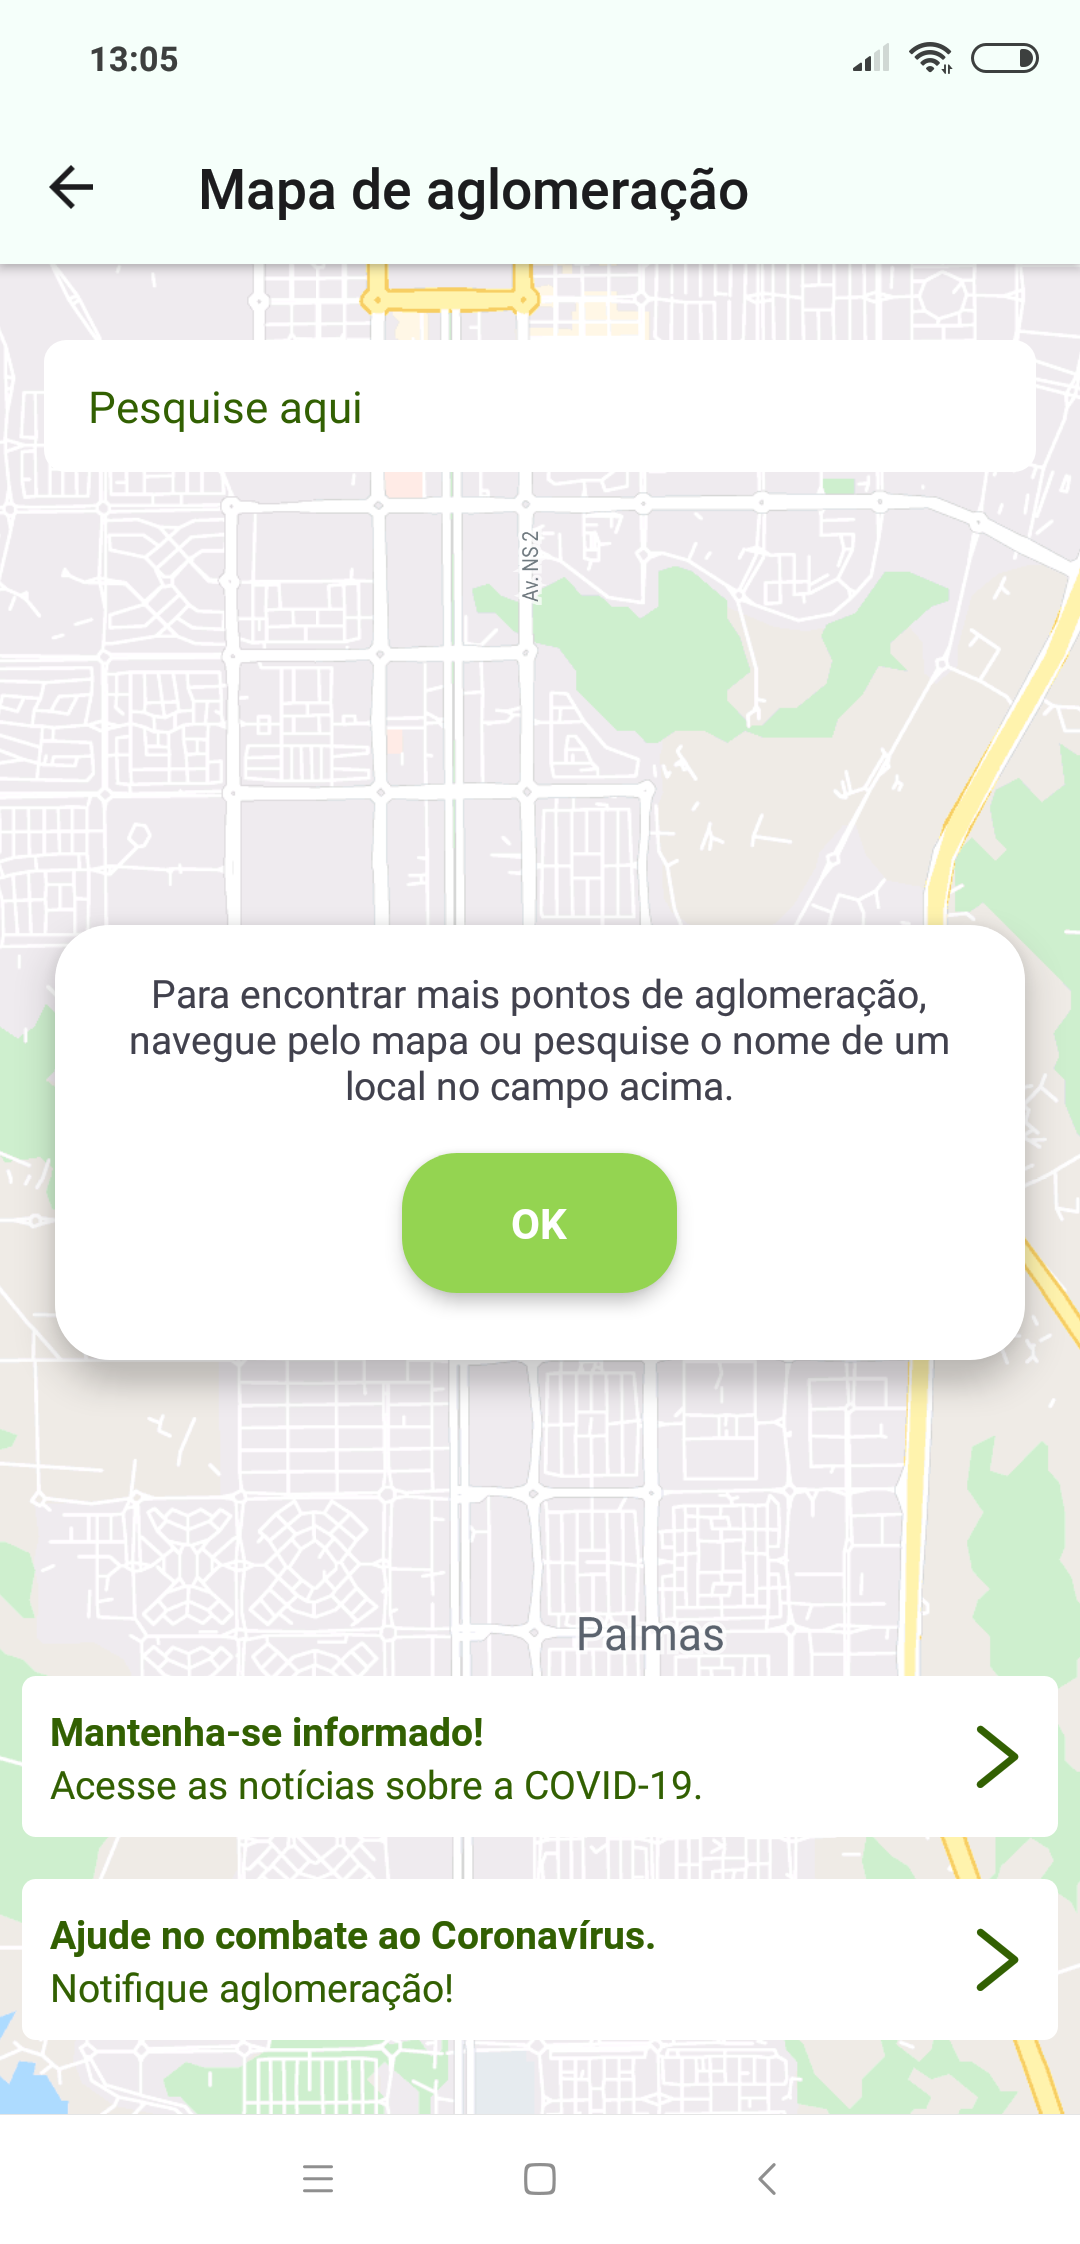 13:05
Mapa de aglomeração
Pesquise aqui
Av. NS 2
Para encontrar mais pontos de aglomeração,
navegue pelo mapa ou pesquise o nome de um
local no campo acima.
OK
Palmas
Mantenha-se informado!
Acesse as notícias sobre a COVID-19.
Ajude no combate ao Coronavírus.
Notifique aglomeração!